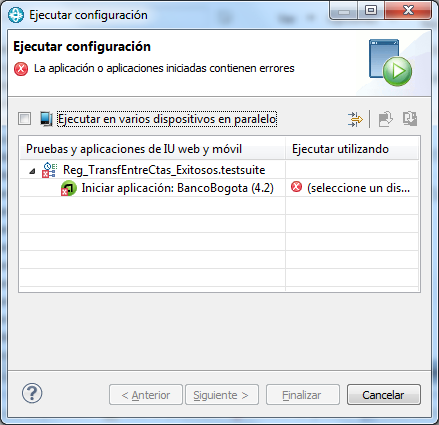 Ejecutar configuración
Ejecutar configuración
La aplicación o aplicaciones iniciadas contienen errores
Ejecutar en varios dispositivos en paralelo
Pruebas y aplicaciones de IU web y móvil
Ejecutar utilizando
Reg_TransfEntreCtas_Exitosos.testsuite
Iniciar aplicación: BancoBogota (4.2)
(seleccione un dis...
?
< Anterior
Siguiente >
Finalizar
Cancelar